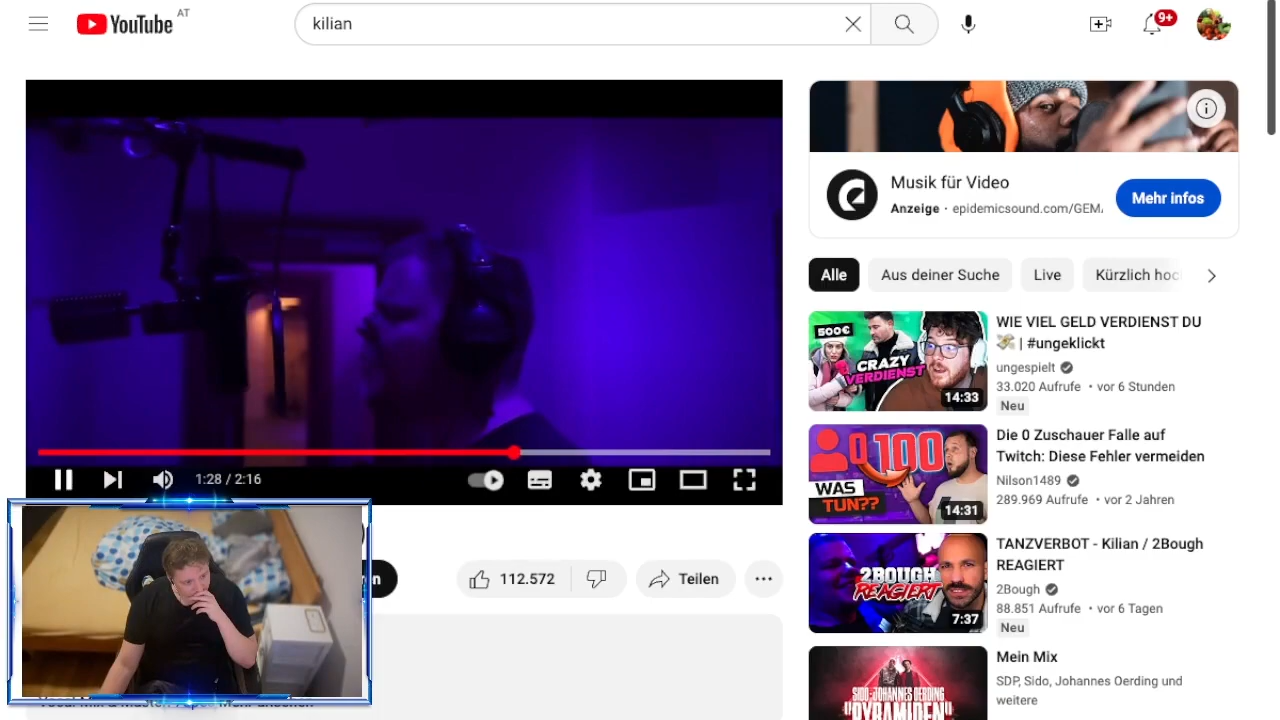 YouTube AT
kilian
9+
1:28 / 2:16
112.572
Teilen
Musik für Video
Anzeige · epidemicsound.com/GEM
Mehr infos
Alle
Aus deiner Suche
Live
Kürzlich hoc
500€
CRAZY
VERDIENST
14:33
WIE VIEL GELD VERDIENST DU
💸 | #ungeklickt
ungespielt
33.020 Aufrufe · vor 6 Stunden
Neu
0 100
WAS
TUN??
14:31
Die 0 Zuschauer Falle auf
Twitch: Diese Fehler vermeiden
Nilson1489
289.969 Aufrufe · vor 2 Jahren
2BOUGH
REAGIERT
7:37
TANZVERBOT - Kilian / 2Bough
REAGIERT
2Bough
88.851 Aufrufe · vor 6 Tagen
Neu
SDP, SIDO, JOHANNES OERDING
"PYRAMIDEN"
Mein Mix
SDP, Sido, Johannes Oerding und
weitere